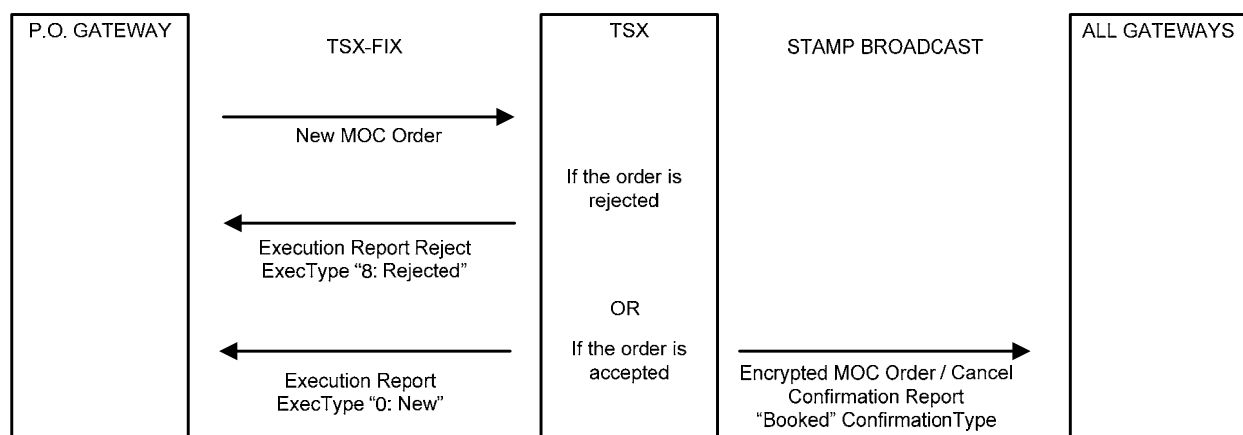 P.O. GATEWAY
TSX-FIX
TSX
STAMP BROADCAST
ALL GATEWAYS
New MOC Order
If the order is
rejected
Execution Report Reject
ExecType “8: Rejected”
OR
If the order is
accepted
Execution Report
ExecType “0: New”
Encrypted MOC Order / Cancel
Confirmation Report
“Booked” ConfirmationType